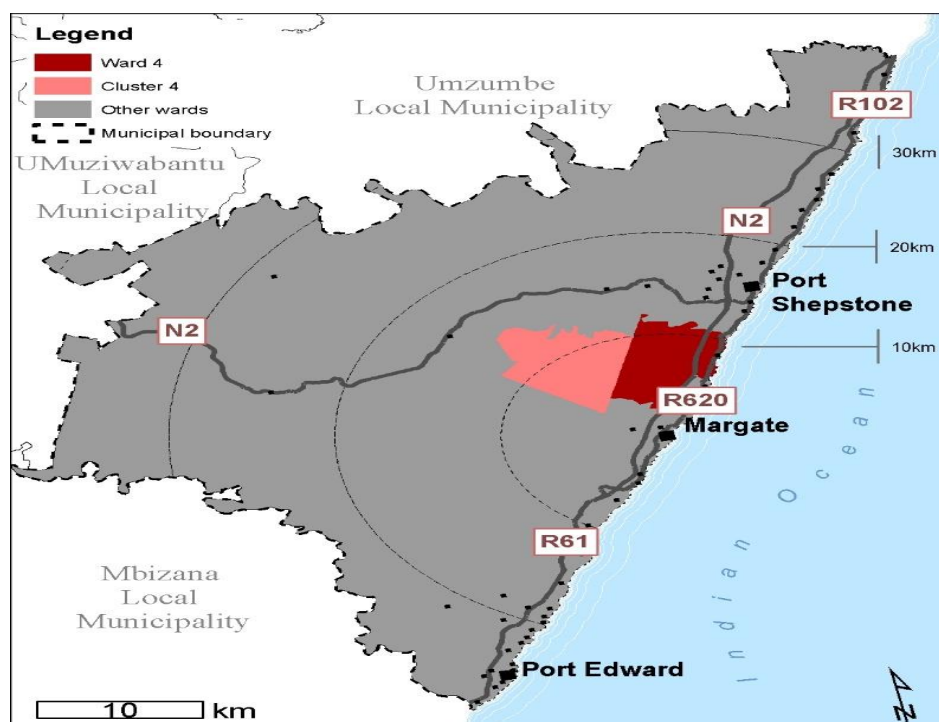 Legend
Ward 4
Cluster 4
Other wards
Municipal boundary
Umzumbe
Local Municipality
UMuziwabantu
Local
Municipality
R102
30km
N2
20km
Port
Shepstone
N2
10km
R620
Margate
R61
Indian Ocean
Mbizana
Local
Municipality
Port Edward
10 km
N